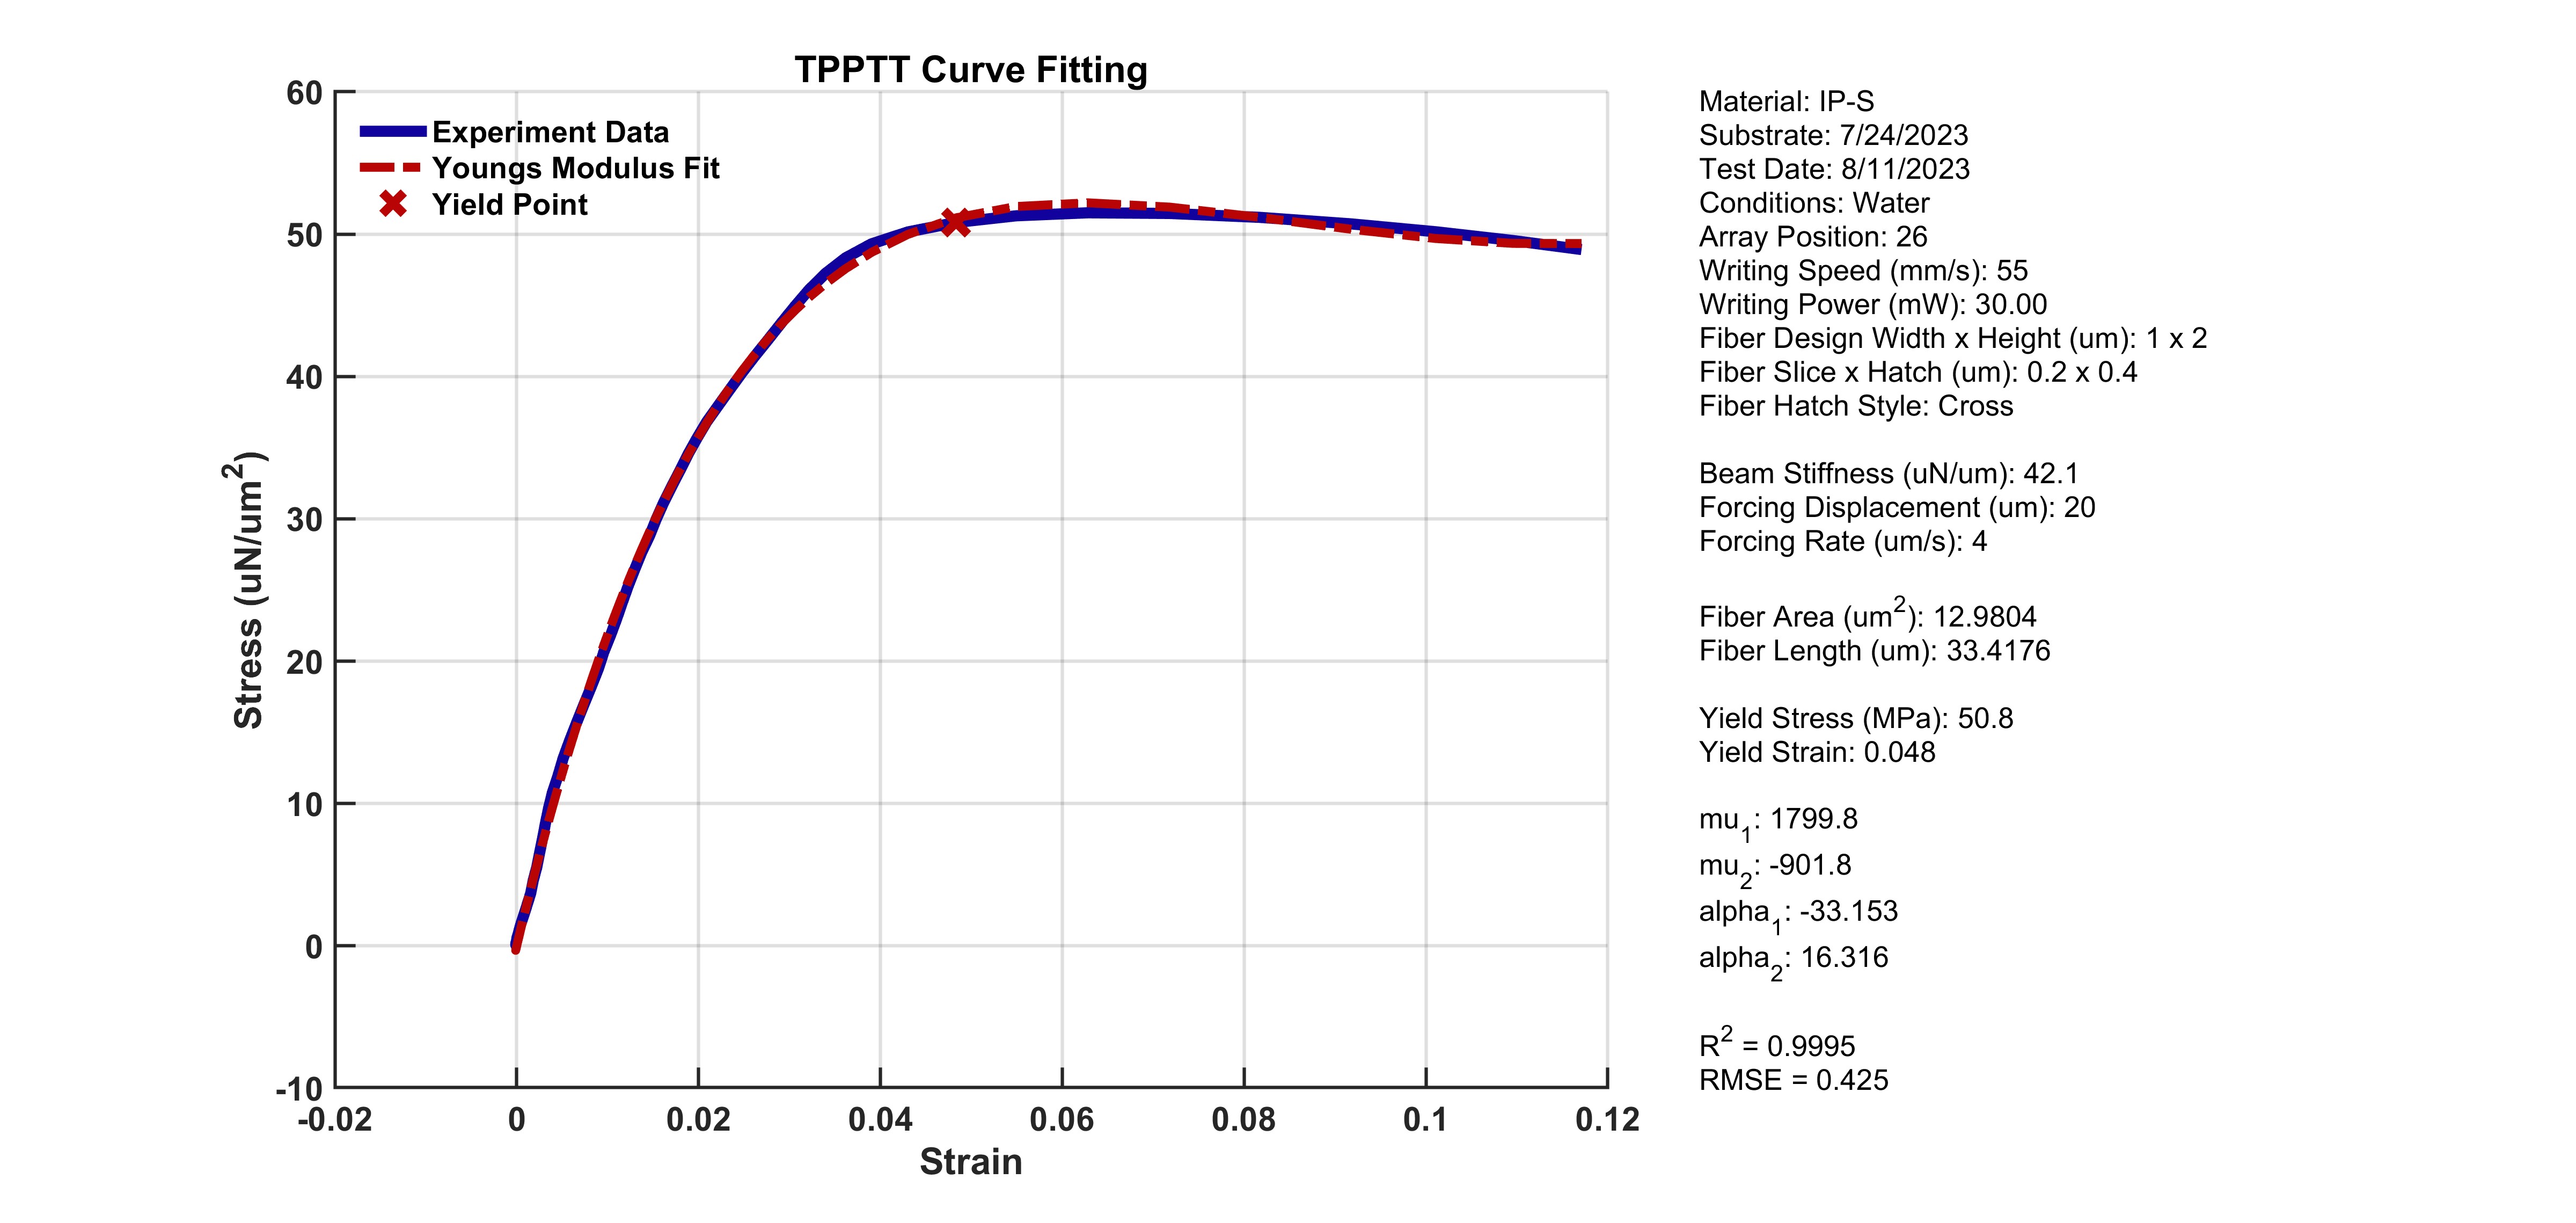 TPPTT Curve Fitting
60
50
40
30
20
10
0
-10
Stress (uN/um²)
Experiment Data
Youngs Modulus Fit
Yield Point
-0.02 0 0.02 0.04 0.06 0.08 0.1 0.12
Strain
Material: IP-S
Substrate: 7/24/2023
Test Date: 8/11/2023
Conditions: Water
Array Position: 26
Writing Speed (mm/s): 55
Writing Power (mW): 30.00
Fiber Design Width x Height (um): 1 x 2
Fiber Slice x Hatch (um): 0.2 x 0.4
Fiber Hatch Style: Cross
Beam Stiffness (uN/um): 42.1
Forcing Displacement (um): 20
Forcing Rate (um/s): 4
Fiber Area (um²): 12.9804
Fiber Length (um): 33.4176
Yield Stress (MPa): 50.8
Yield Strain: 0.048
mu₁: 1799.8
mu₂: -901.8
alpha₁: -33.153
alpha₂: 16.316
R² = 0.9995
RMSE = 0.425